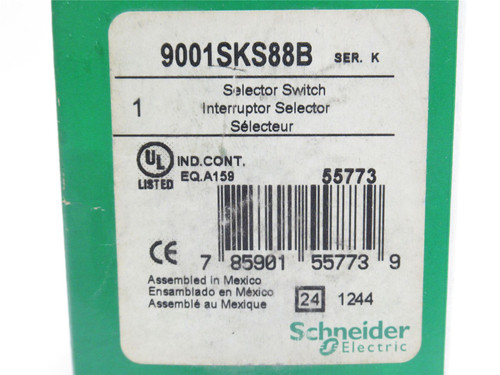 9001SKS88B SER. K
1
Selector Switch
Interruptor Selector
Sélecteur
UL
LISTED
IND.CONT.
EQ.A159
55773
CE
7 85901 55773 9
Assembled in Mexico
Ensamblado en México
Assemblé au Mexique
24 1244
Schneider
Electric